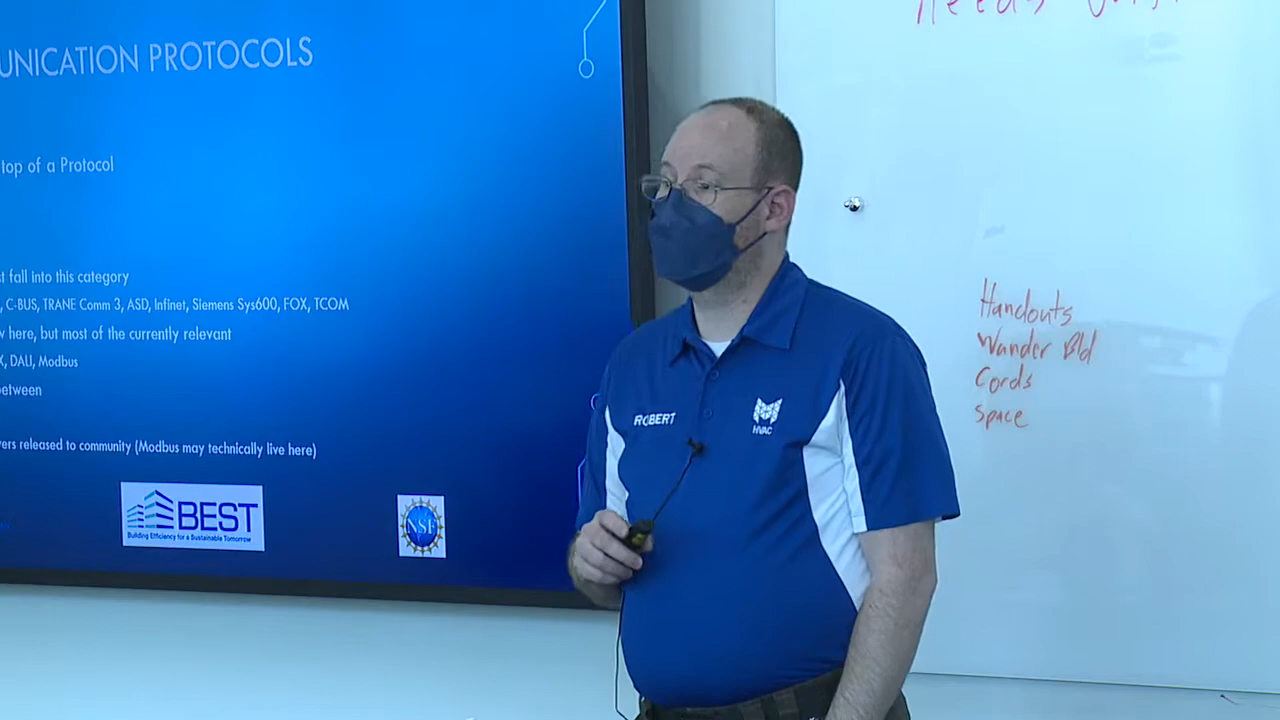 UNICATION PROTOCOLS
top of a Protocol
t fall into this category
, C-BUS, TRANE Comm 3, ASD, Infinet, Siemens Sys600, FOX, TCOM
w here, but most of the currently relevant
X, DALI, Modbus
between
vers released to community (Modbus may technically live here)
BEST
Building Efficiency for a Sustainable Tomorrow
NSF
ROBERT
HVAC
Needs
Handouts
Wander Bld
Cords
Space